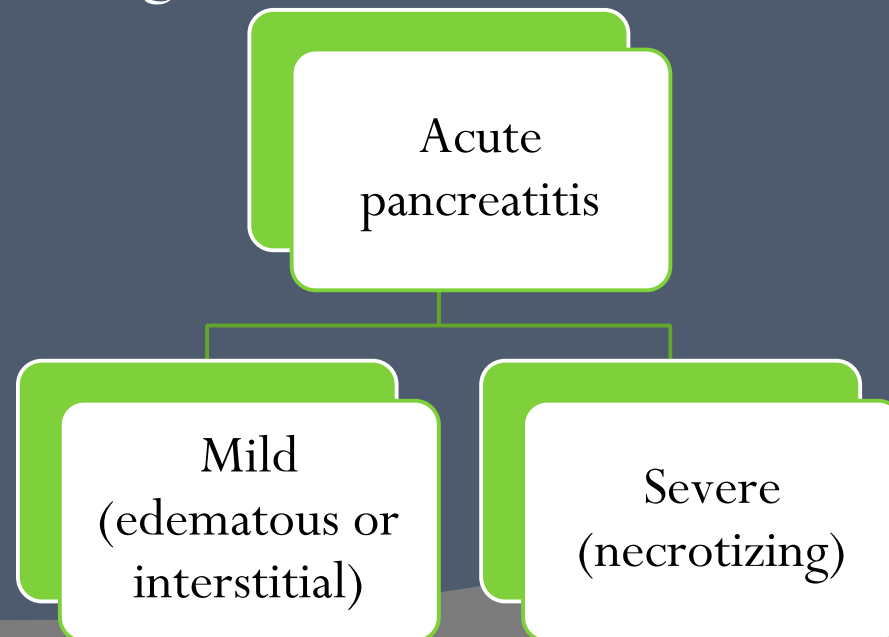 Acute
pancreatitis
Mild
(edematous or
interstitial)
Severe
(necrotizing)